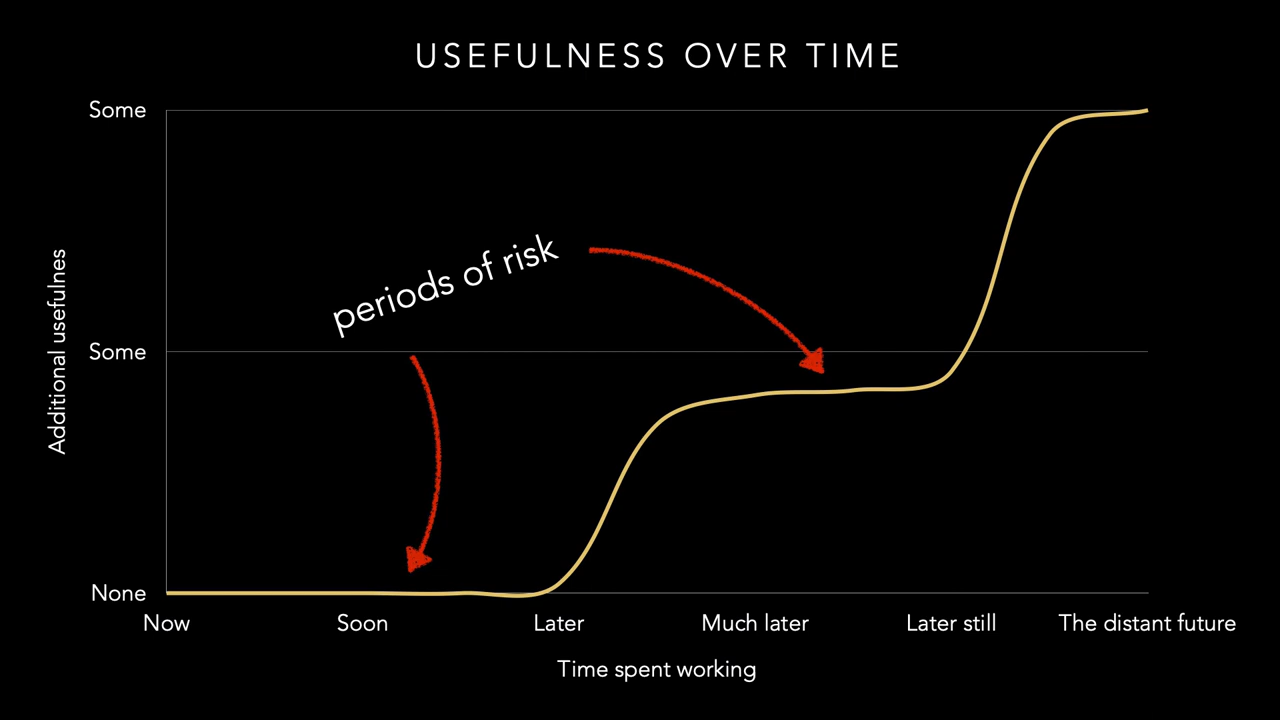 USEFULNESS OVER TIME
Some
periods of risk
Additional usefulnes
Some
None
Now
Soon
Later
Much later
Later still
The distant future
Time spent working